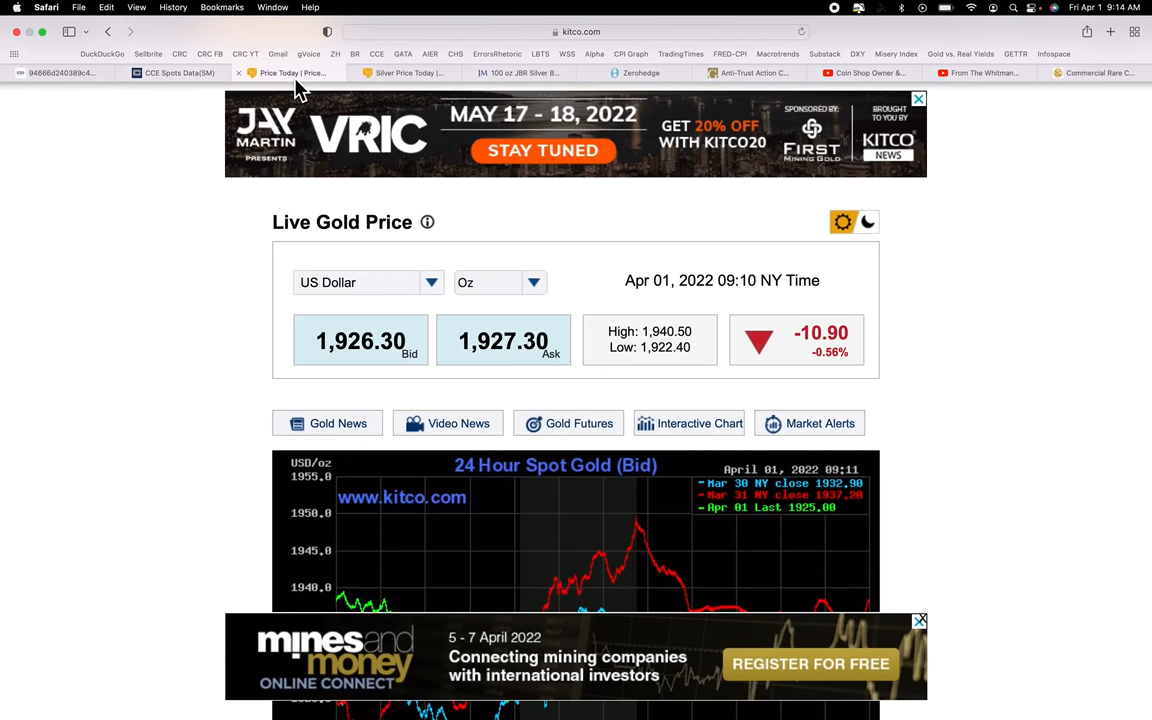 Safari File Edit View History Bookmarks Window Help Fri Apr 1 9:14 AM
kitco.com
DuckDuckGo Sellbrite CRC CRC FB CRC YT Gmail gVoice ZH BR CCE GATA AIER CHS ErrorsRhetoric LBTS WSS Alpha CPI Graph TradingTimes FRED-CPI Macrotrends Substack DXY Misery Index Gold vs. Real Yields GETTR Infospace
94666d240389c4... CCE Spots Data(SM) Price Today | Price... Silver Price Today |... 100 oz JBR Silver B... Zerohedge Anti-Trust Action C... Coin Shop Owner &... From The Whitman... Commercial Rare C...
JAY MARTIN PRESENTS
VRIC
MAY 17 - 18, 2022
STAY TUNED
GET 20% OFF
WITH KITCO20
SPONSORED BY:
FIRST
MINING GOLD
BROUGHT
TO YOU BY
KITCO
NEWS
Live Gold Price
US Dollar Oz Apr 01, 2022 09:10 NY Time
1,926.30 Bid
1,927.30 Ask
High: 1,940.50
Low: 1,922.40
-10.90
-0.56%
Gold News Video News Gold Futures Interactive Chart Market Alerts
USD/oz 24 Hour Spot Gold (Bid) April 01, 2022 09:11
1955.0
www.kitco.com
Mar 30 NY close 1932.90
Mar 31 NY close 1937.20
Apr 01 Last 1925.00
1950.0
1945.0
1940.0
mines and
money
ONLINE CONNECT
5 - 7 April 2022
Connecting mining companies
with international investors
REGISTER FOR FREE